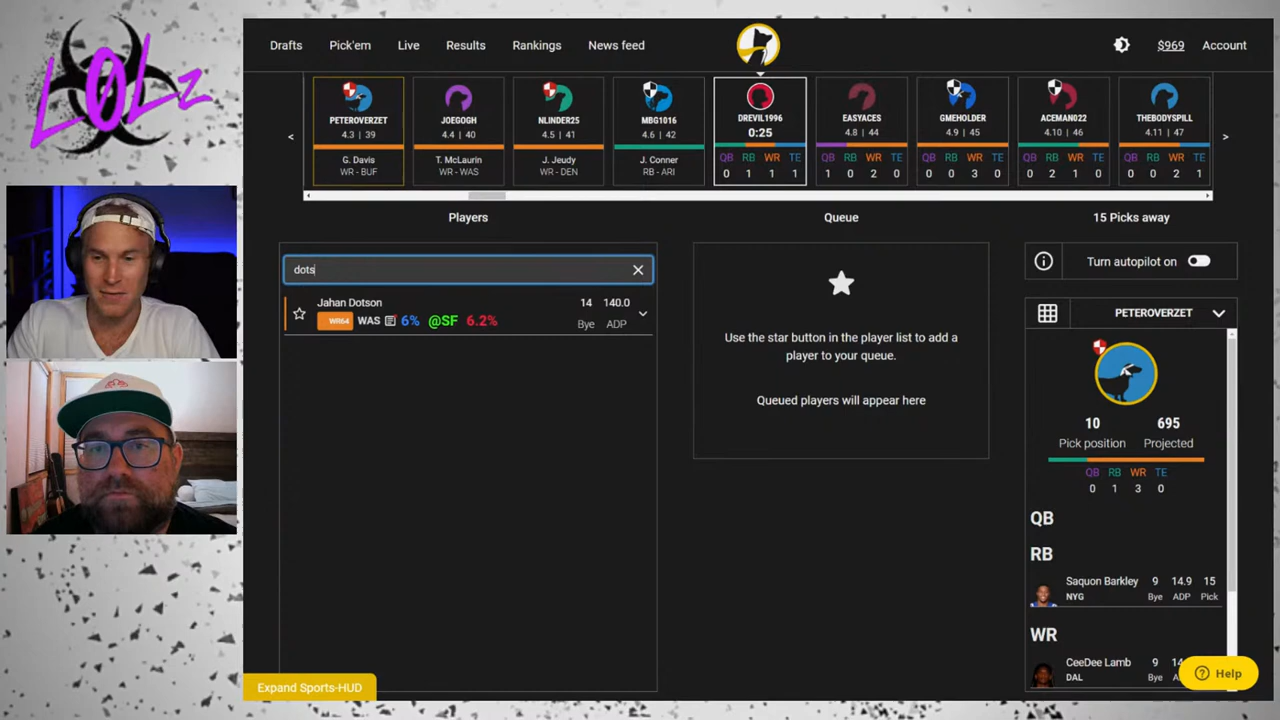 LOLz
Drafts
Pick'em
Live
Results
Rankings
News feed
$969
Account
PETEROVERZET
4.3 | 39
G. Davis
WR - BUF
JOEGOGH
4.4 | 40
T. McLaurin
WR - WAS
NLINDER25
4.5 | 41
J. Jeudy
WR - DEN
MBG1016
4.6 | 42
J. Conner
RB - ARI
DREVIL1996
0:25
QB RB WR TE
0 1 1 1
EASYACES
4.8 | 44
QB RB WR TE
1 0 2 0
GMEHOLDER
4.9 | 45
QB RB WR TE
0 0 3 0
ACEMAN022
4.10 | 46
QB RB WR TE
0 2 1 0
THEBODYSPILL
4.11 | 47
QB RB WR TE
0 0 2 1
Players
Queue
15 Picks away
dots
Jahan Dotson
WR64 WAS 6% @SF 6.2%
14 140.0
Bye ADP
Use the star button in the player list to add a
player to your queue.
Queued players will appear here
Turn autopilot on
PETEROVERZET
10 695
Pick position Projected
QB RB WR TE
0 1 3 0
QB
RB
Saquon Barkley 9 14.9 15
NYG Bye ADP Pick
WR
CeeDee Lamb 9
DAL Bye
Expand Sports-HUD
Help